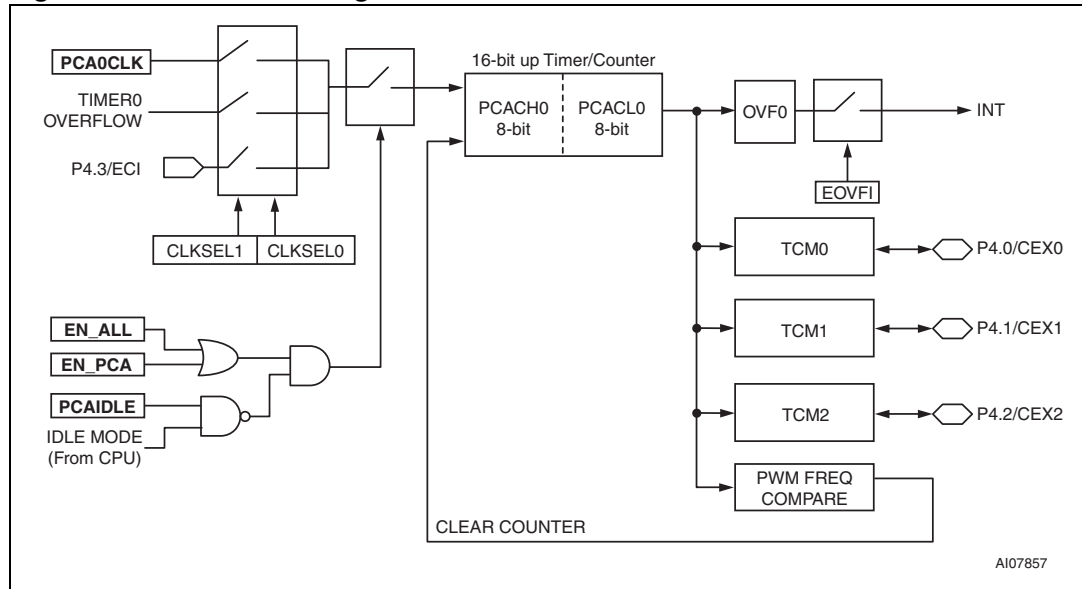 16-bit up Timer/Counter
PCA0CLK
TIMER0
OVERFLOW
P4.3/ECI
CLKSEL1
CLKSEL0
PCACH0
8-bit
PCACL0
8-bit
OVF0
INT
EOVFI
TCM0
P4.0/CEX0
TCM1
P4.1/CEX1
TCM2
P4.2/CEX2
PWM FREQ
COMPARE
CLEAR COUNTER
EN_ALL
EN_PCA
PCAIDLE
IDLE MODE
(From CPU)
AI07857